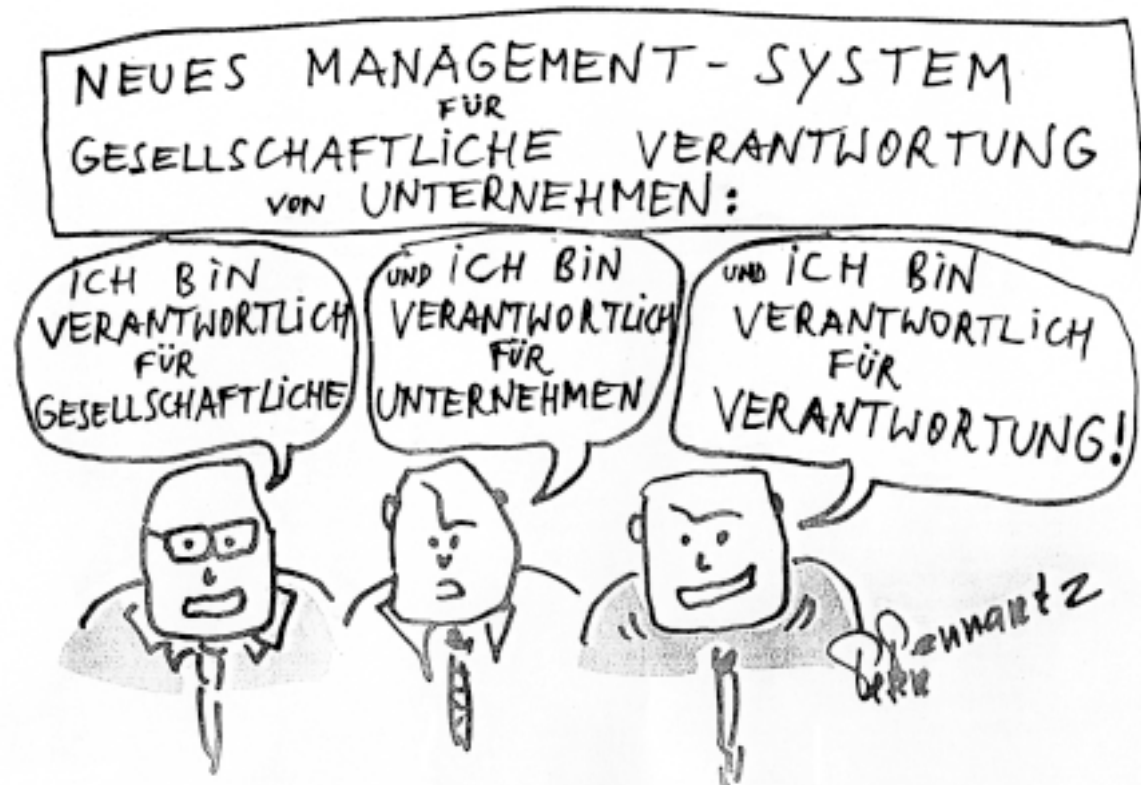 NEUES MANAGEMENT - SYSTEM
FÜR
GESELLSCHAFTLICHE VERANTWORTUNG
VON UNTERNEHMEN:
ICH BIN
VERANTWORTLICH
FÜR
GESELLSCHAFTLICHE
UND ICH BIN
VERANTWORTLICH
FÜR
UNTERNEHMEN
UND ICH BIN
VERANTWORTLICH
FÜR
VERANTWORTUNG!
Pennartz